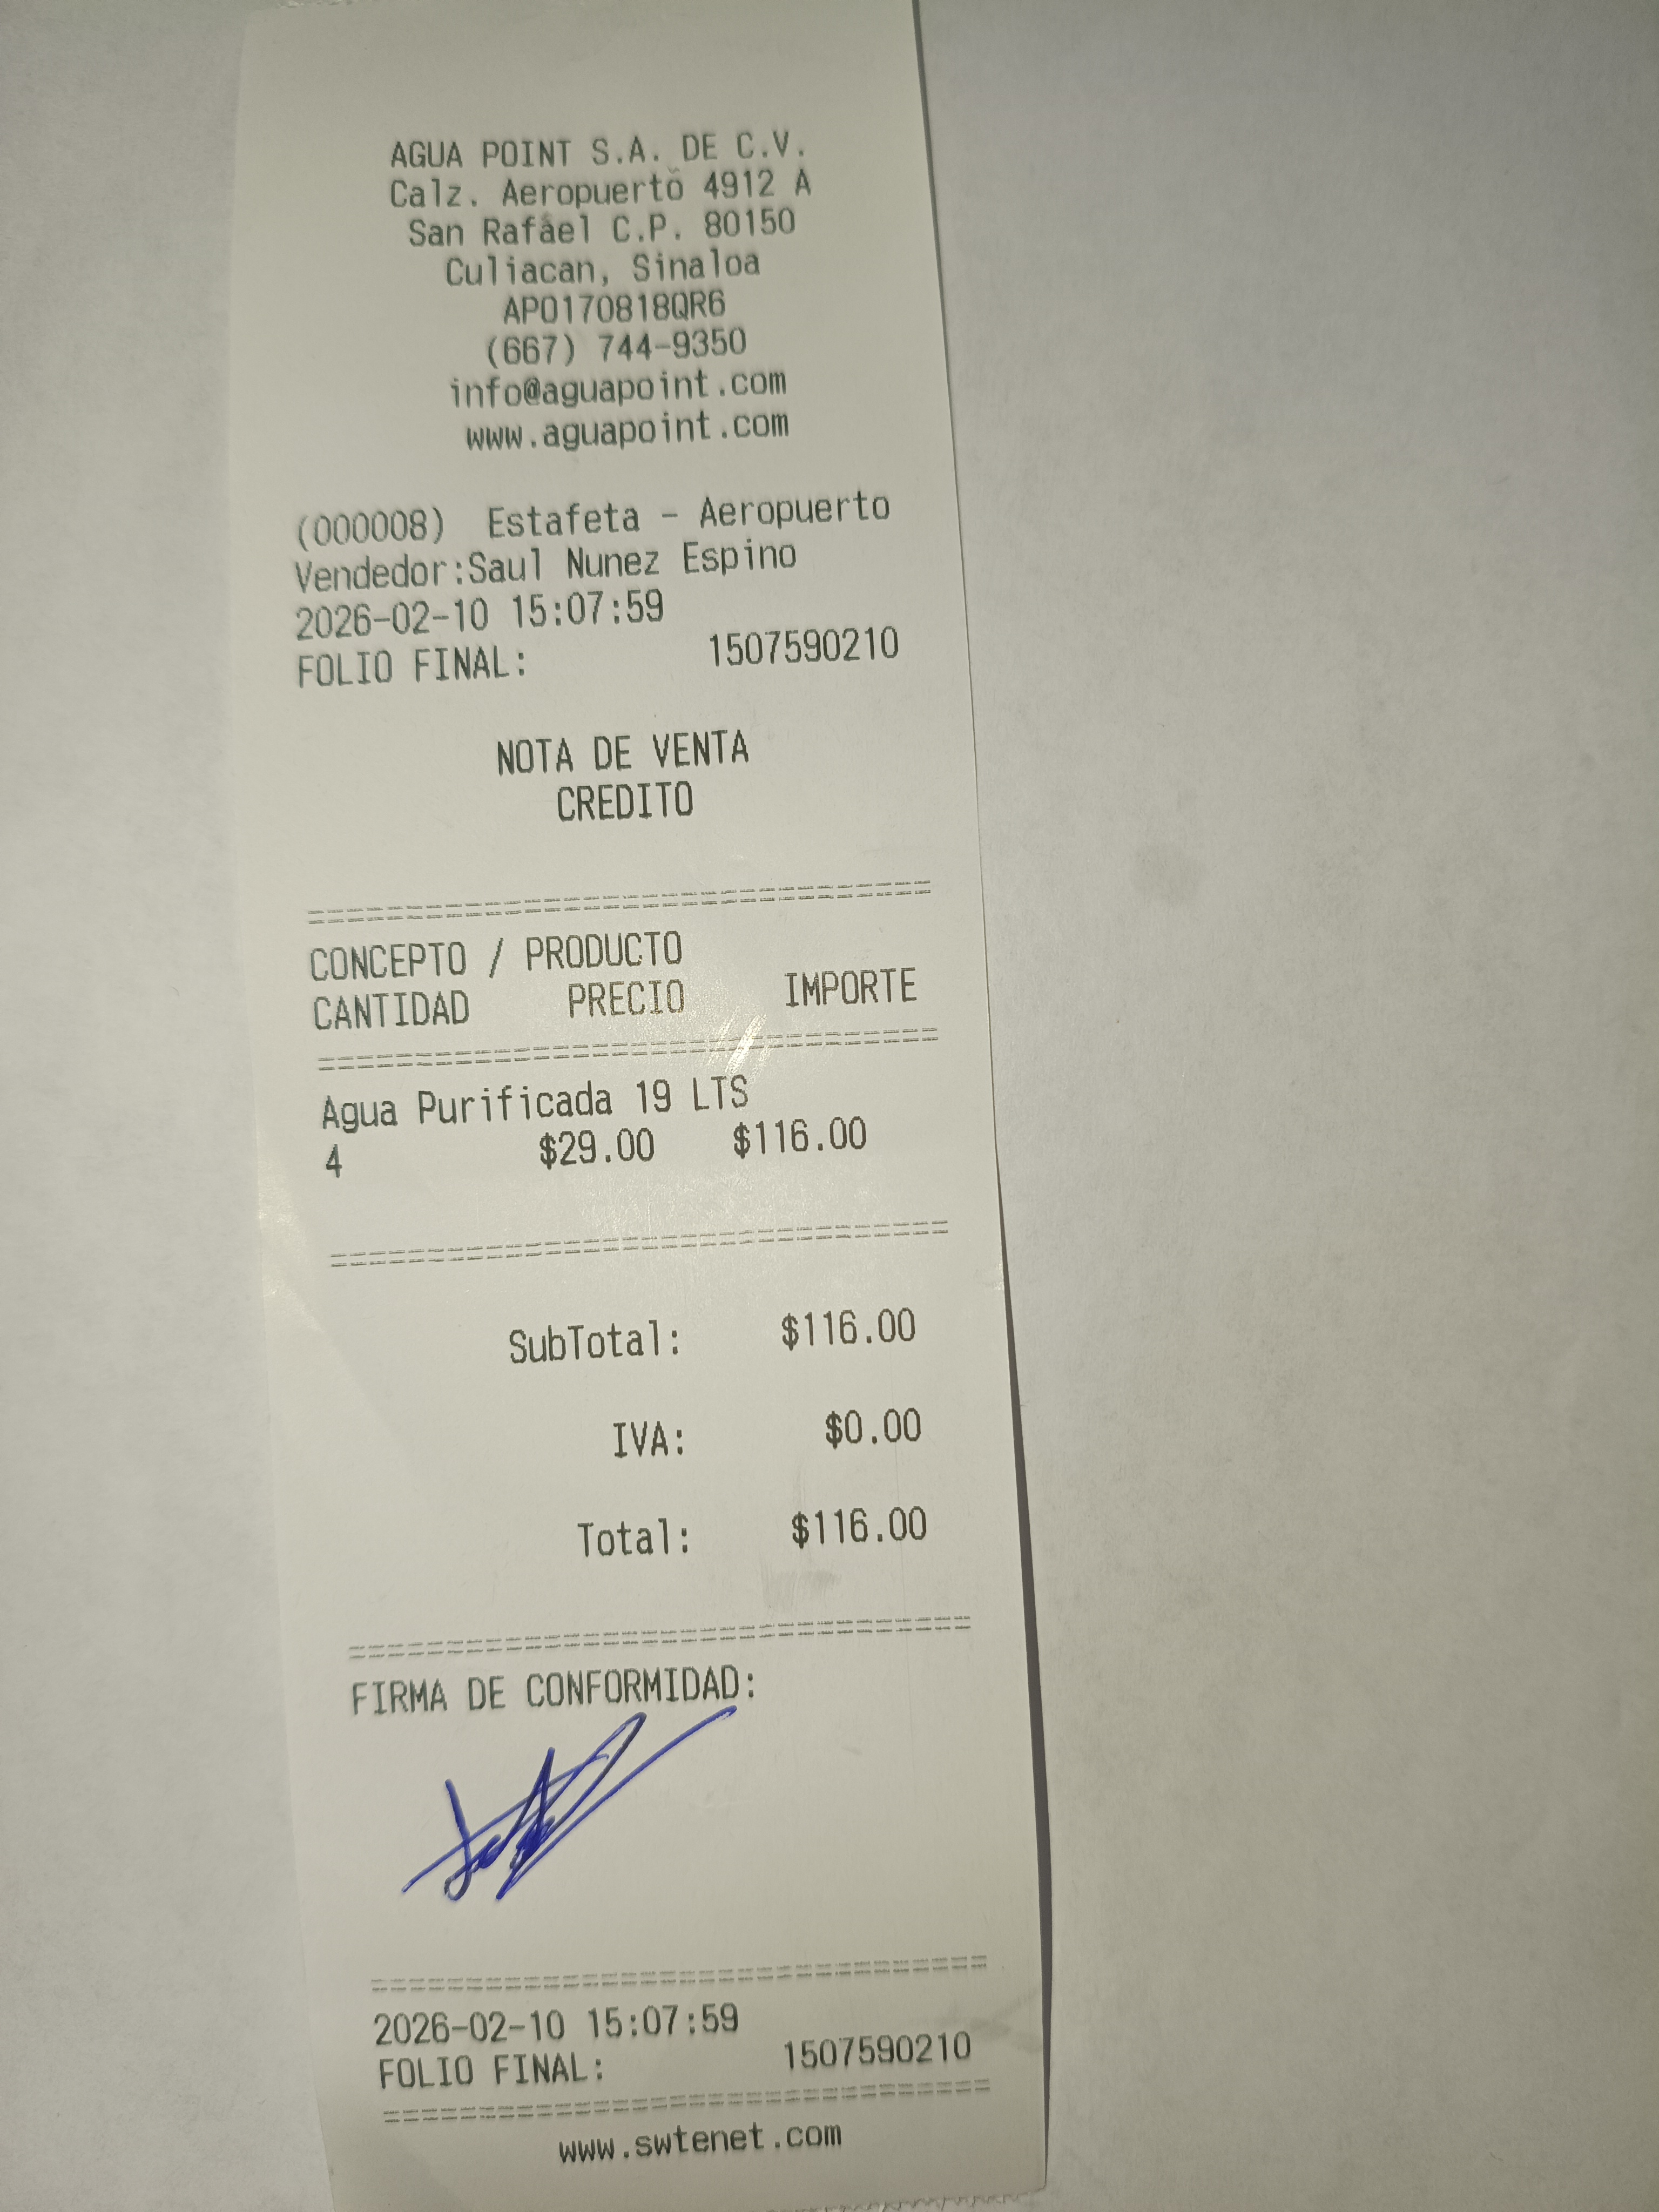 AGUA POINT S.A. DE C.V.
Calz. Aeropuerto 4912 A
San Rafael C.P. 80150
Culiacan, Sinaloa
APO170818QR6
(667) 744-9350
info@aguapoint.com
www.aguapoint.com
(000008) Estafeta - Aeropuerto
Vendedor:Saul Nunez Espino
2026-02-10 15:07:59
FOLIO FINAL: 1507590210
NOTA DE VENTA
CREDITO
================================
CONCEPTO / PRODUCTO
CANTIDAD PRECIO IMPORTE
================================
Agua Purificada 19 LTS
4 $29.00 $116.00
================================
SubTotal: $116.00
IVA: $0.00
Total: $116.00
================================
FIRMA DE CONFORMIDAD:
================================
2026-02-10 15:07:59
FOLIO FINAL: 1507590210
================================
www.swtenet.com